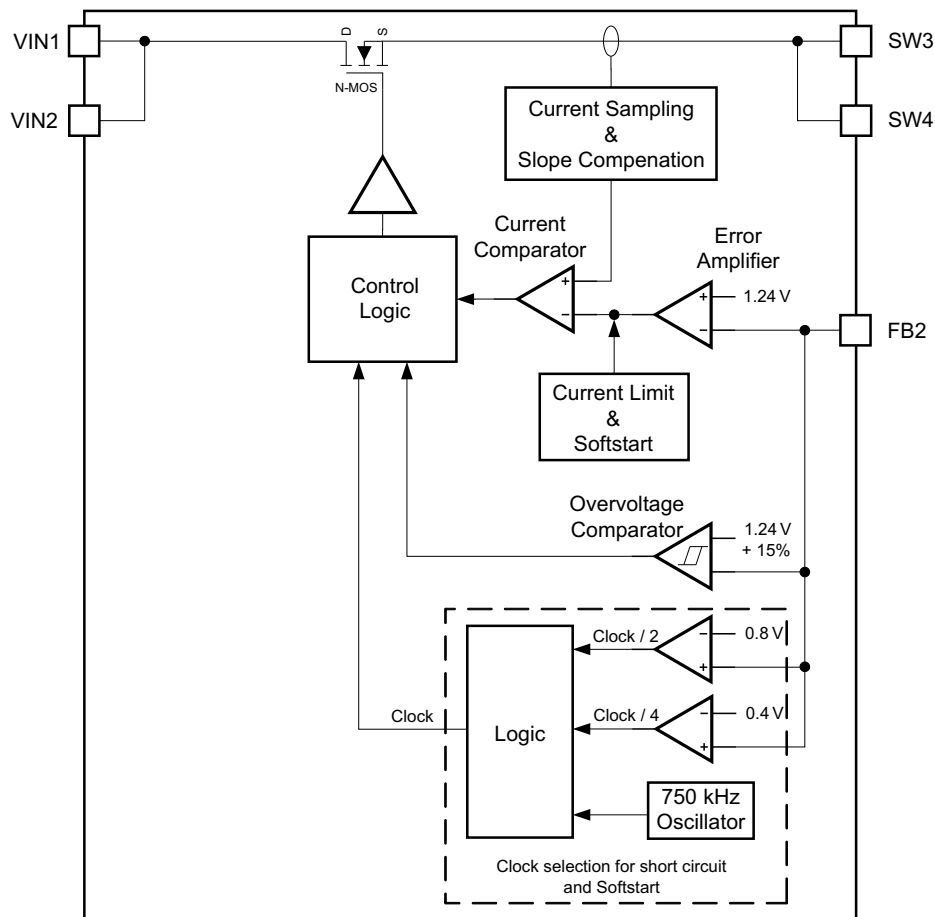 VIN1
D
S
SW3
N-MOS
VIN2
SW4
Current Sampling
&
Slope Compenation
Current
Comparator
Error
Amplifier
Control
Logic
+
−
+
−
1.24 V
FB2
Current Limit
&
Softstart
Overvoltage
Comparator
1.24 V
+ 15%
Clock / 2
−
+
0.8 V
Clock / 4
−
+
0.4 V
Clock
Logic
750 kHz
Oscillator
Clock selection for short circuit
and Softstart